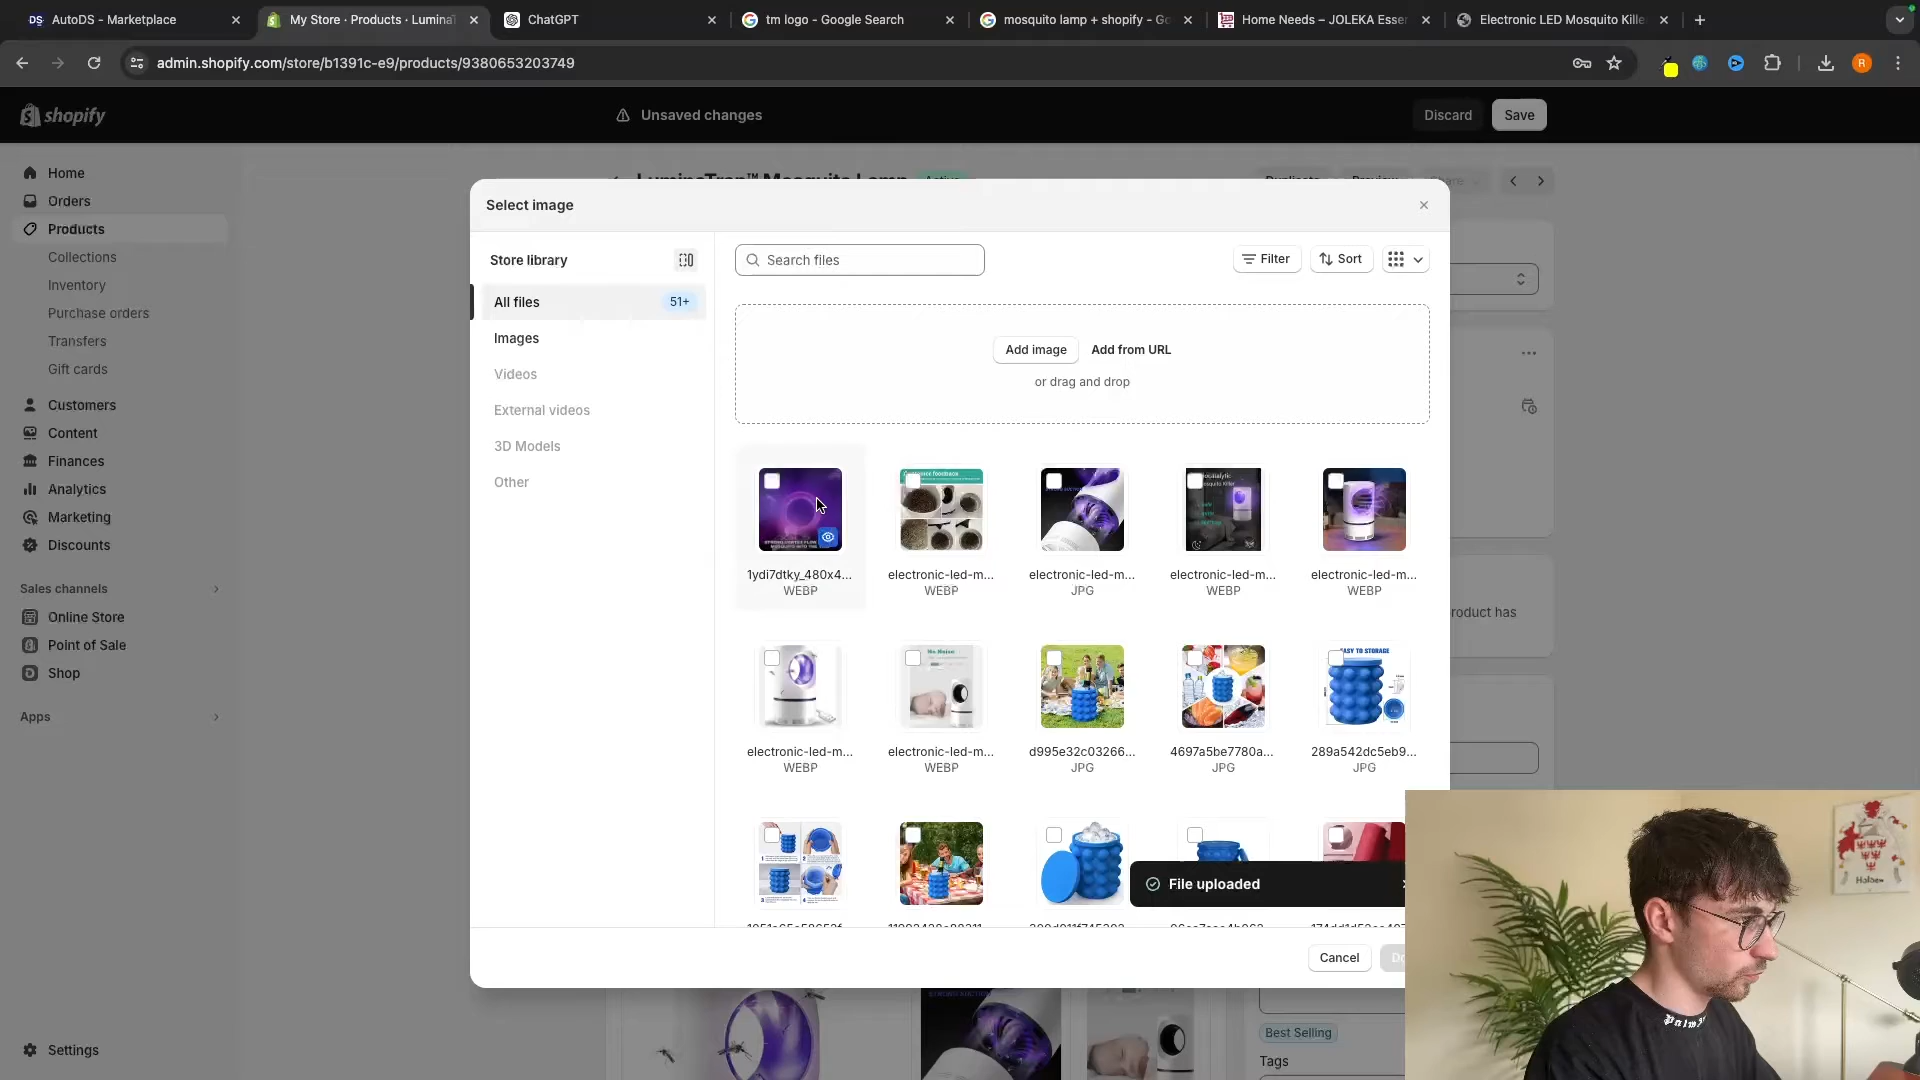 AutoDS - Marketplace
My Store · Products · Lumina
ChatGPT
tm logo - Google Search
mosquito lamp + shopify - Go
Home Needs – JOLEKA Esser
Electronic LED Mosquito Kille
admin.shopify.com/store/b1391c-e9/products/9380653203749
R
shopify
Unsaved changes
Discard
Save
Home
Orders
Products
Collections
Inventory
Purchase orders
Transfers
Gift cards
Customers
Content
Finances
Analytics
Marketing
Discounts
Sales channels
Online Store
Point of Sale
Shop
Apps
Settings
Select image
Store library
All files
51+
Images
Videos
External videos
3D Models
Other
Search files
Filter
Sort
Add image
Add from URL
or drag and drop
1ydi7dtky_480x4...
WEBP
electronic-led-m...
WEBP
electronic-led-m...
JPG
electronic-led-m...
WEBP
electronic-led-m...
WEBP
EASY TO STORAGE
electronic-led-m...
WEBP
electronic-led-m...
WEBP
d995e32c03266...
JPG
4697a5be7780a...
JPG
289a542dc5eb9...
JPG
File uploaded
Cancel
roduct has
Best Selling
Tags